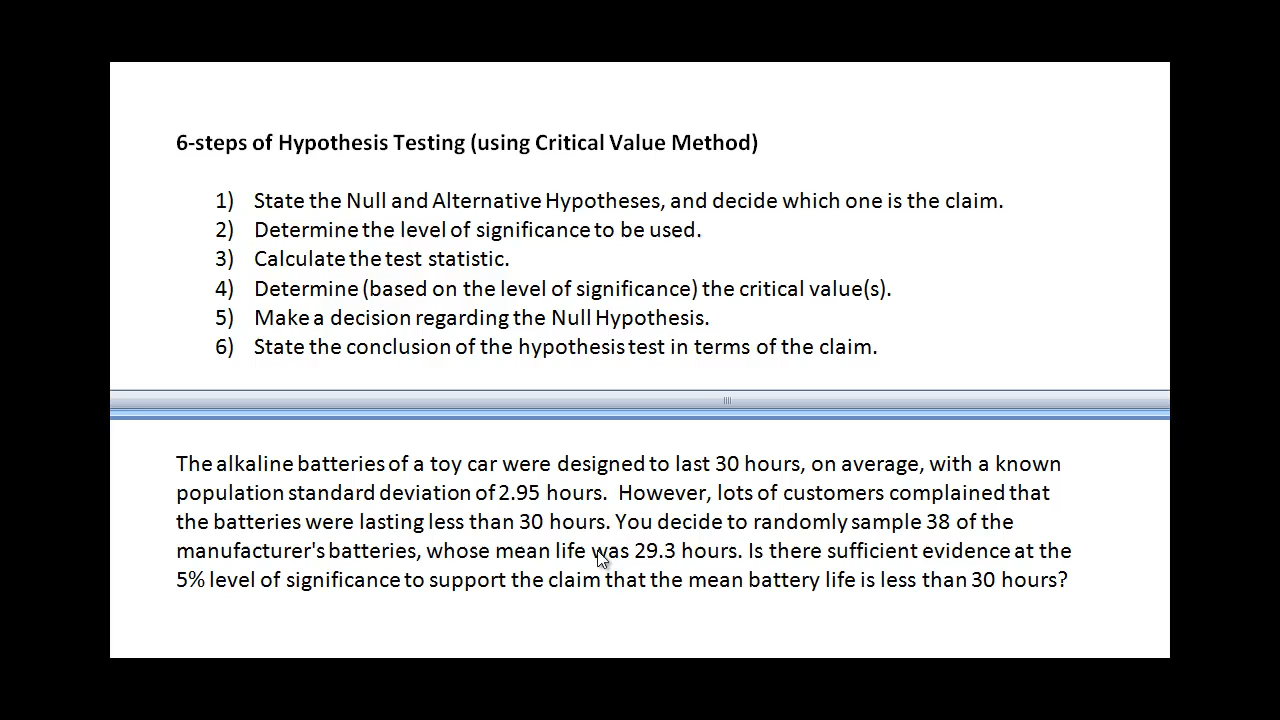 6-steps of Hypothesis Testing (using Critical Value Method)
1) State the Null and Alternative Hypotheses, and decide which one is the claim.
2) Determine the level of significance to be used.
3) Calculate the test statistic.
4) Determine (based on the level of significance) the critical value(s).
5) Make a decision regarding the Null Hypothesis.
6) State the conclusion of the hypothesis test in terms of the claim.
The alkaline batteries of a toy car were designed to last 30 hours, on average, with a known
population standard deviation of 2.95 hours. However, lots of customers complained that
the batteries were lasting less than 30 hours. You decide to randomly sample 38 of the
manufacturer's batteries, whose mean life was 29.3 hours. Is there sufficient evidence at the
5% level of significance to support the claim that the mean battery life is less than 30 hours?